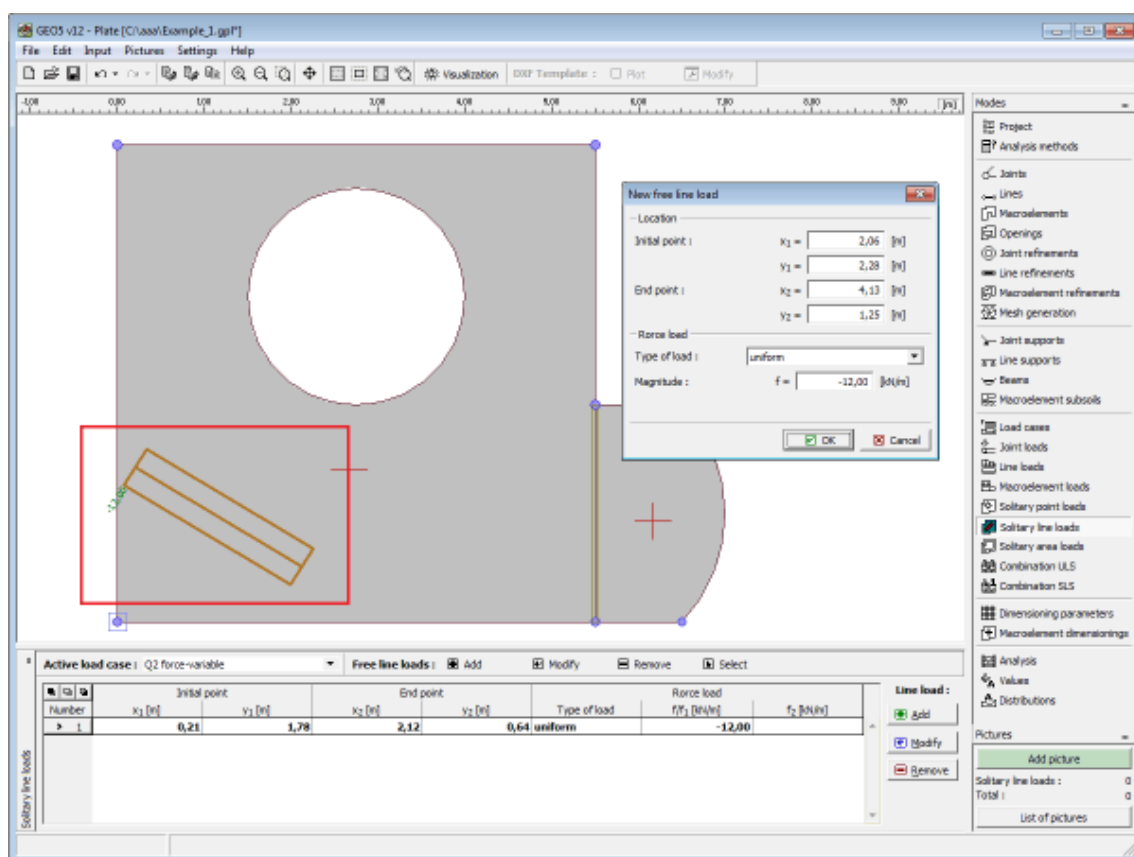 GEO5 v12 - Plate [C:\aaa\Example_1.gpl*]
File Edit Input Pictures Settings Help
Visualization DXF Template : Plot Modify
-1,00 0,00 1,00 2,00 3,00 4,00 5,00 6,00 7,00 8,00 9,00 [m]
New free line load
Location
Initial point : x1 = 2,06 [m]
y1 = 2,28 [m]
End point : x2 = 4,13 [m]
y2 = 1,25 [m]
Rorce load
Type of load : uniform
Magnitude : f = -12,00 [kN/m]
OK Cancel
-12,00
Modes
Project
Analysis methods
Joints
Lines
Macroelements
Openings
Joint refinements
Line refinements
Macroelement refinements
Mesh generation
Joint supports
Line supports
Beams
Macroelement subsoils
Load cases
Joint loads
Line loads
Macroelement loads
Solitary point loads
Solitary line loads
Solitary area loads
Combination ULS
Combination SLS
Dimensioning parameters
Macroelement dimensionings
Analysis
Values
Distributions
Pictures
Add picture
Solitary line loads : 0
Total : 0
List of pictures
Active load case : Q2 force-variable Free line loads : Add Modify Remove Select
Initial point End point Rorce load
Number x1 [m] y1 [m] x2 [m] y2 [m] Type of load f/f1 [kN/m] f2 [kN/m]
1 0,21 1,78 2,12 0,64 uniform -12,00
Line load :
Add
Modify
Remove
Solitary line loads